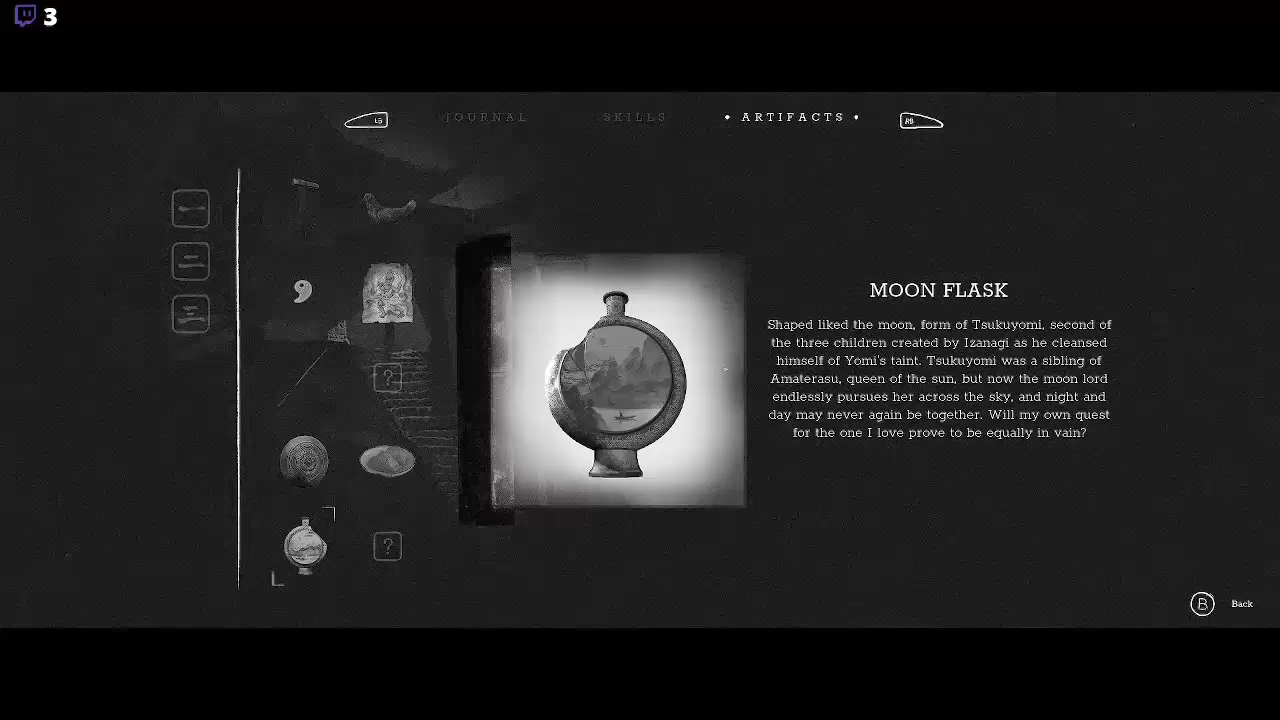 3
LB
JOURNAL
SKILLS
• ARTIFACTS •
RB
一
二
三
?
?
MOON FLASK
Shaped liked the moon, form of Tsukuyomi, second of
the three children created by Izanagi as he cleansed
himself of Yomi's taint. Tsukuyomi was a sibling of
Amaterasu, queen of the sun, but now the moon lord
endlessly pursues her across the sky, and night and
day may never again be together. Will my own quest
for the one I love prove to be equally in vain?
B Back